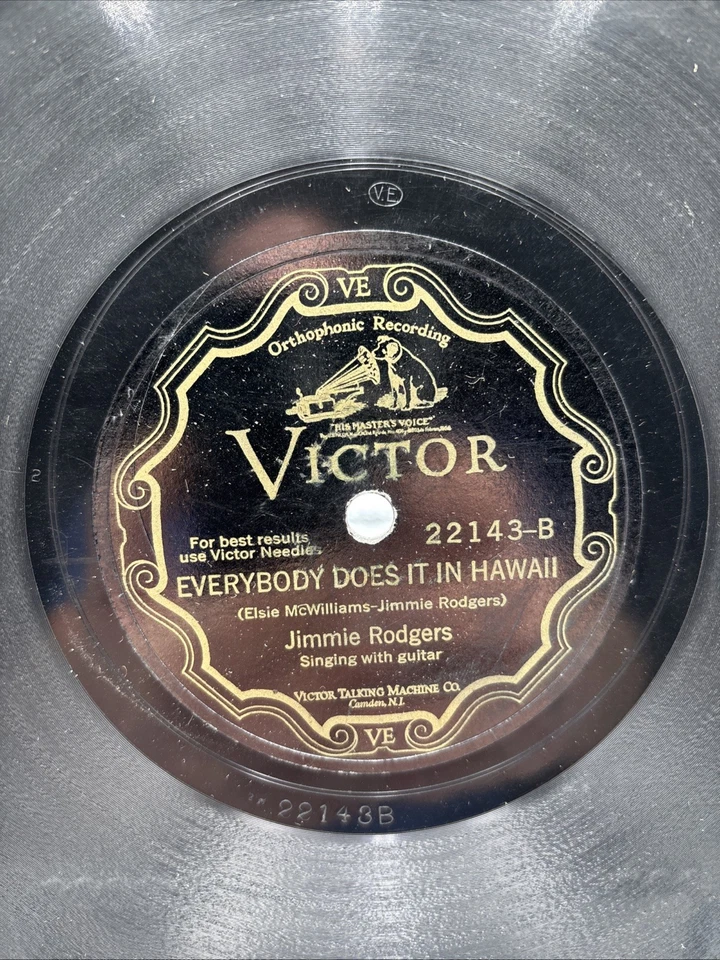 V.E
VE
Orthophonic Recording
"HIS MASTER'S VOICE"
VICTOR
For best results
use Victor Needles
22143-B
EVERYBODY DOES IT IN HAWAII
(Elsie McWilliams-Jimmie Rodgers)
Jimmie Rodgers
Singing with guitar
VICTOR TALKING MACHINE CO.
Camden, N.J.
VE
22143B
2